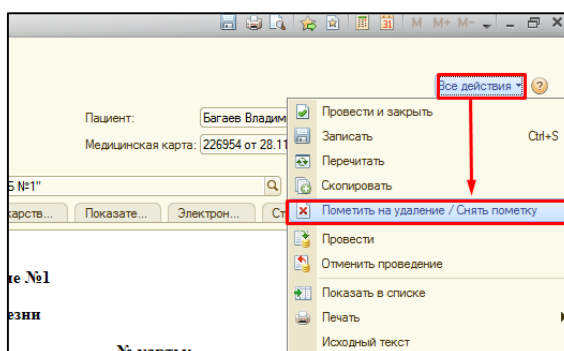 M M+ M-
Все действия
Пациент: Багаев Владим
Медицинская карта: 226954 от 28.11
Б №1"
карств... Показате... Электрон... Ст
Провести и закрыть
Записать Ctrl+S
Перечитать
Скопировать
Пометить на удаление / Снять пометку
Провести
Отменить проведение
Показать в списке
Печать
Исходный текст
ие №1
езни
№ карты: